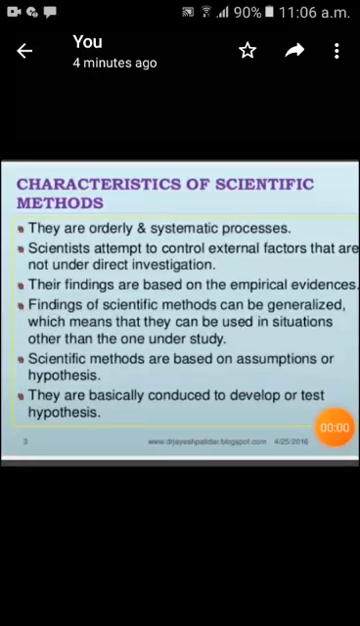 90% 11:06 a.m.
You
4 minutes ago
CHARACTERISTICS OF SCIENTIFIC
METHODS
They are orderly & systematic processes.
Scientists attempt to control external factors that are
not under direct investigation.
Their findings are based on the empirical evidences.
Findings of scientific methods can be generalized,
which means that they can be used in situations
other than the one under study.
Scientific methods are based on assumptions or
hypothesis.
They are basically conduced to develop or test
hypothesis.
00:00
3 www.drjayeshpatidar.blogspot.com 4/25/2016